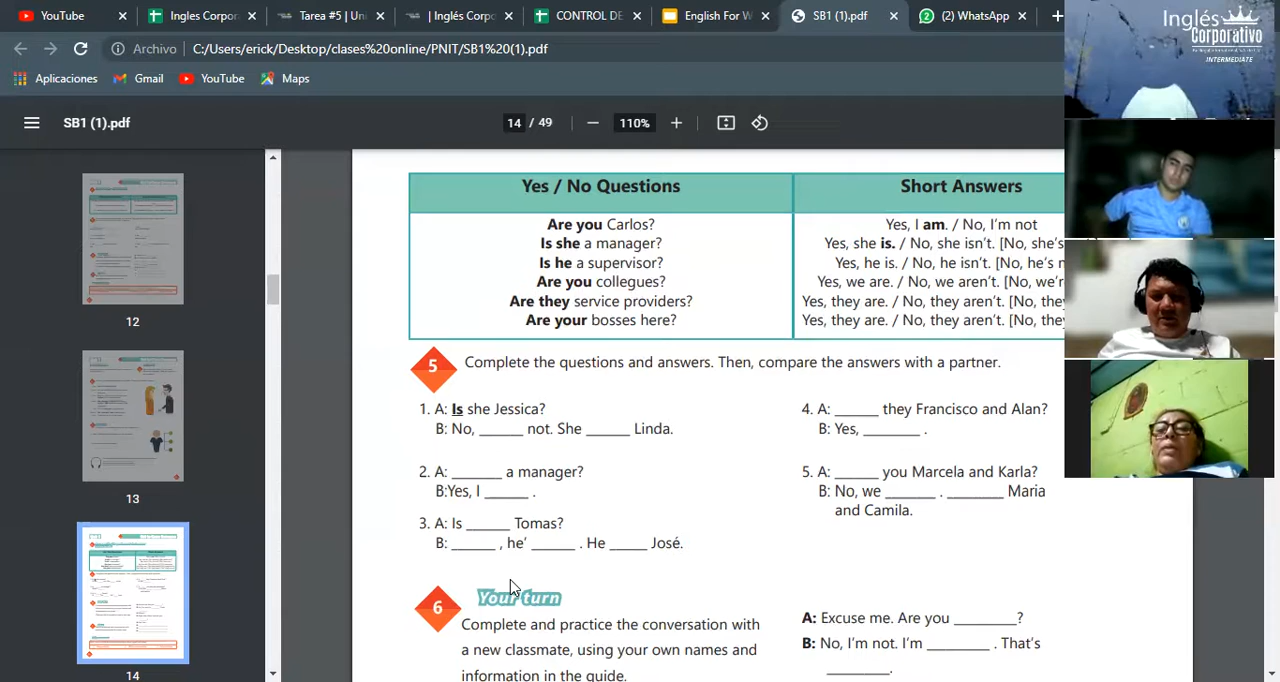 YouTube
Ingles Corpor
Tarea #5 | Uni
| Inglés Corpo
CONTROL DE
English For W
SB1 (1).pdf
(2) WhatsApp
Archivo C:/Users/erick/Desktop/clases%20online/PNIT/SB1%20(1).pdf
Aplicaciones Gmail YouTube Maps
Inglés
Corporativo
INTERMEDIATE
SB1 (1).pdf 14 / 49 110%
12
13
14
Yes / No Questions Short Answers
Are you Carlos? Yes, I am. / No, I'm not
Is she a manager? Yes, she is. / No, she isn't. [No, she's
Is he a supervisor? Yes, he is. / No, he isn't. [No, he's n
Are you collegues? Yes, we are. / No, we aren't. [No, we'r
Are they service providers? Yes, they are. / No, they aren't. [No, the
Are your bosses here? Yes, they are. / No, they aren't. [No, the
5 Complete the questions and answers. Then, compare the answers with a partner.
1. A: Is she Jessica?
B: No, ______ not. She ______ Linda.
2. A: _______ a manager?
B:Yes, I ______ .
3. A: Is ______ Tomas?
B: ______ , he' ______ . He _____ José.
4. A: ______ they Francisco and Alan?
B: Yes, ________ .
5. A: ______ you Marcela and Karla?
B: No, we _______ . ________ Maria
and Camila.
6 Your turn
Complete and practice the conversation with
a new classmate, using your own names and
information in the guide.
A: Excuse me. Are you _________?
B: No, I'm not. I'm _________ . That's
_________.